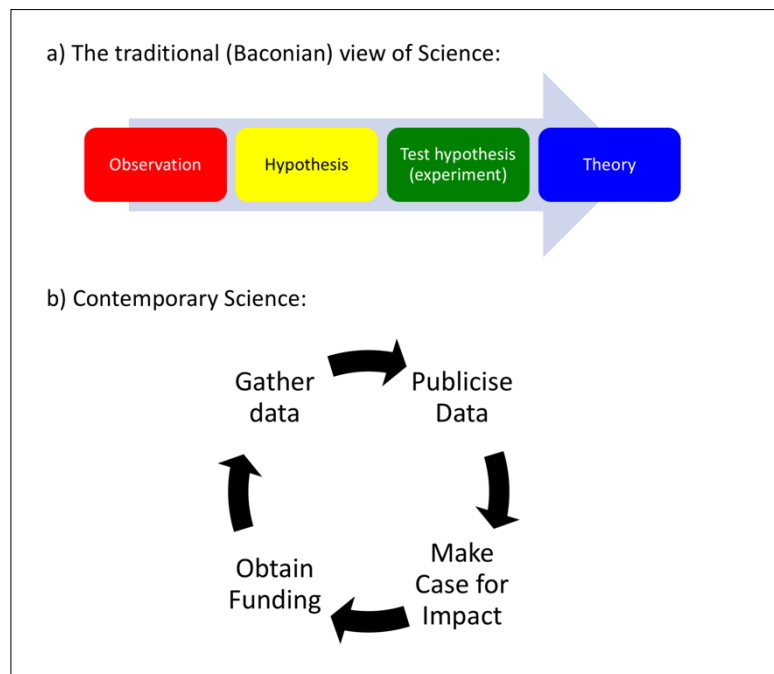 a) The traditional (Baconian) view of Science:
Observation
Hypothesis
Test hypothesis
(experiment)
Theory
b) Contemporary Science:
Gather
data
Publicise
Data
Make
Case for
Impact
Obtain
Funding